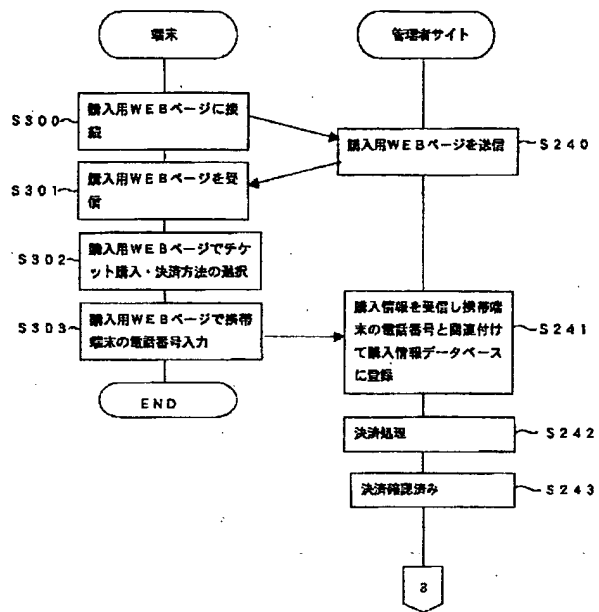 端末
管理者サイト
S300
購入用WEBページに接
続
購入用WEBページを送信
S240
S301
購入用WEBページを受
信
S302
購入用WEBページでチケ
ット購入・決済方法の選択
S303
購入用WEBページで携帯
端末の電話番号入力
購入情報を受信し携帯端
末の電話番号と関連付け
て購入情報データベース
に登録
S241
END
決済処理
S242
決済確認済み
S243
8